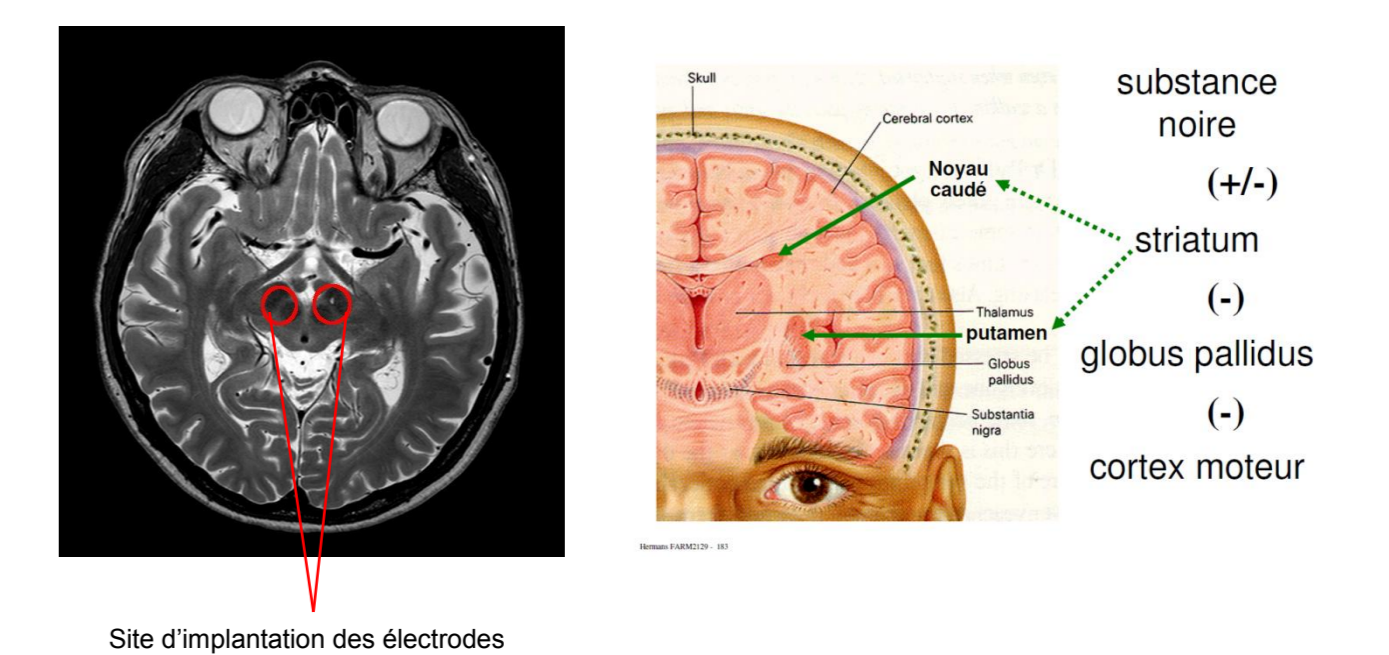 Skull
Cerebral cortex
Noyau
caudé
Thalamus
putamen
Globus
pallidus
Substantia
nigra
substance
noire
(+/-)
striatum
(-)
globus pallidus
(-)
cortex moteur
Hermans FARM2129 - 183
Site d’implantation des électrodes